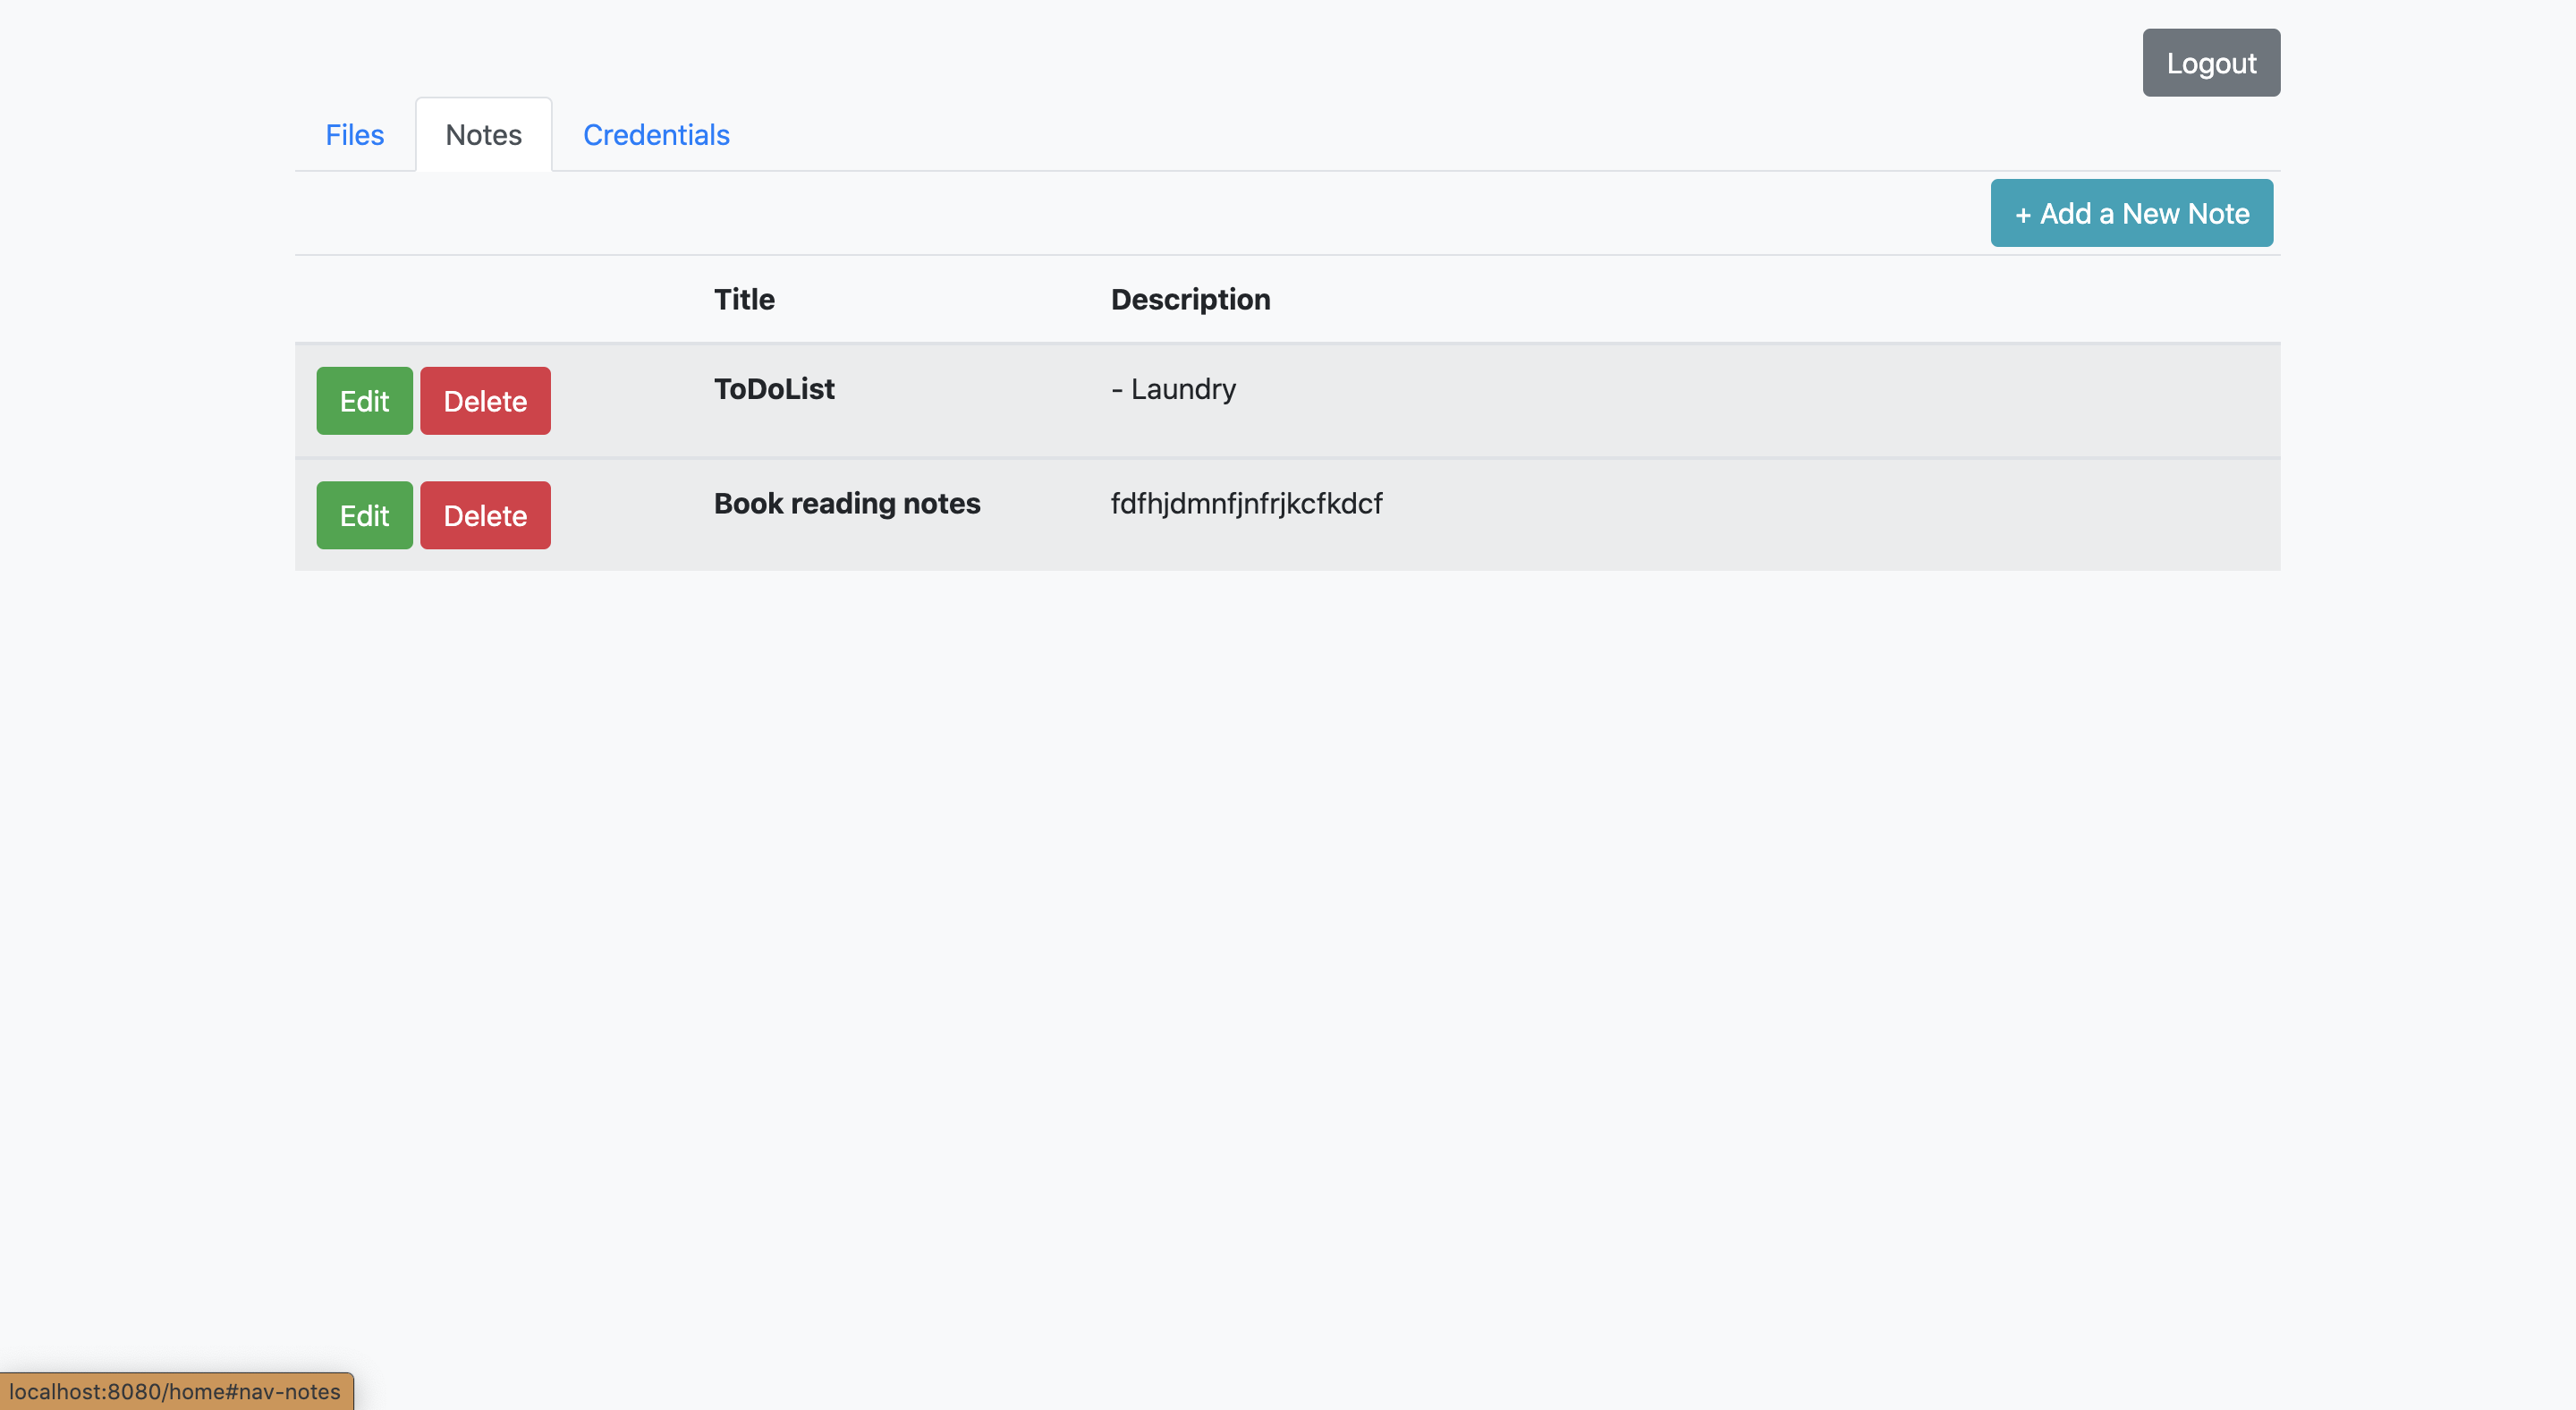 Logout
Files Notes Credentials
+ Add a New Note
Title Description
Edit Delete ToDoList - Laundry
Edit Delete Book reading notes fdfhjdmnfjnfrjkcfkdcf
localhost:8080/home#nav-notes